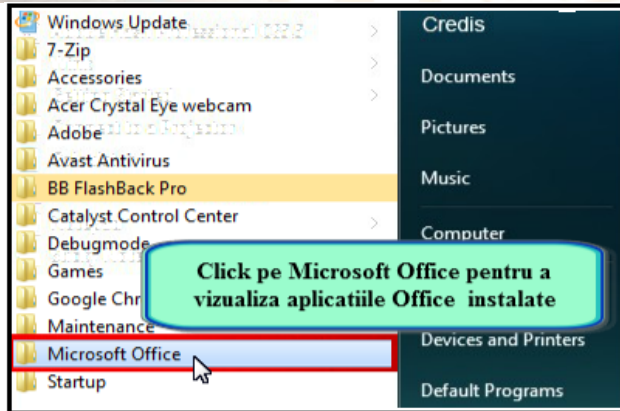 Windows Update
7-Zip
Accessories
Acer Crystal Eye webcam
Adobe
Avast Antivirus
BB FlashBack Pro
Catalyst Control Center
Debugmode
Games
Google Chr
Maintenance
Microsoft Office
Startup
Credis
Documents
Pictures
Music
Computer
Click pe Microsoft Office pentru a
vizualiza aplicatiile Office instalate
Devices and Printers
Default Programs